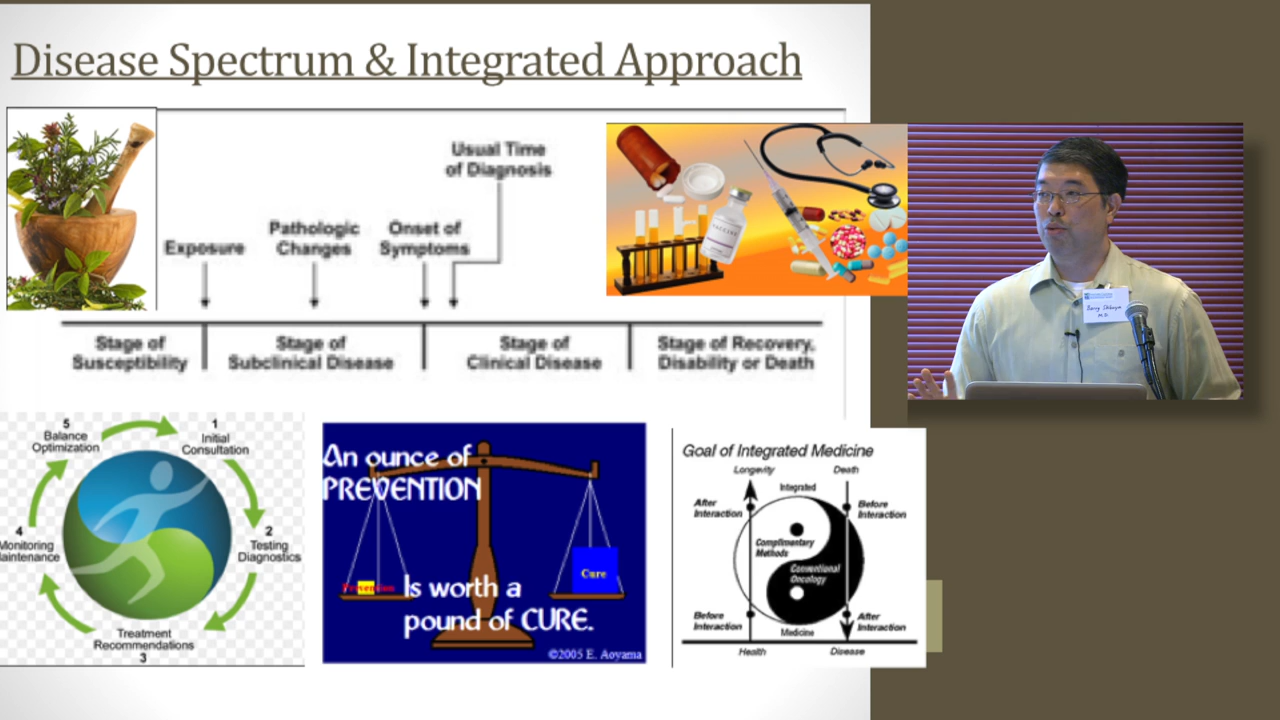 Disease Spectrum & Integrated Approach
Usual Time
of Diagnosis
Exposure
Pathologic
Changes
Onset of
Symptoms
Stage of
Susceptibility
Stage of
Subclinical Disease
Stage of
Clinical Disease
Stage of Recovery,
Disability or Death
VACCINE
Barry
M.D.
5
Balance
Optimization
1
Initial
Consultation
2
Testing
Diagnostics
Treatment
Recommendations
3
4
Monitoring
aintenance
An ounce of
PREVENTION
Prevention
Cure
Is worth a
pound of CURE.
©2005 E. Aoyama
Goal of Integrated Medicine
Longevity
Death
Integrated
After
Interaction
Before
Interaction
Complimentary
Methods
Conventional
Oncology
Before
Interaction
After
Interaction
Medicine
Health
Disease